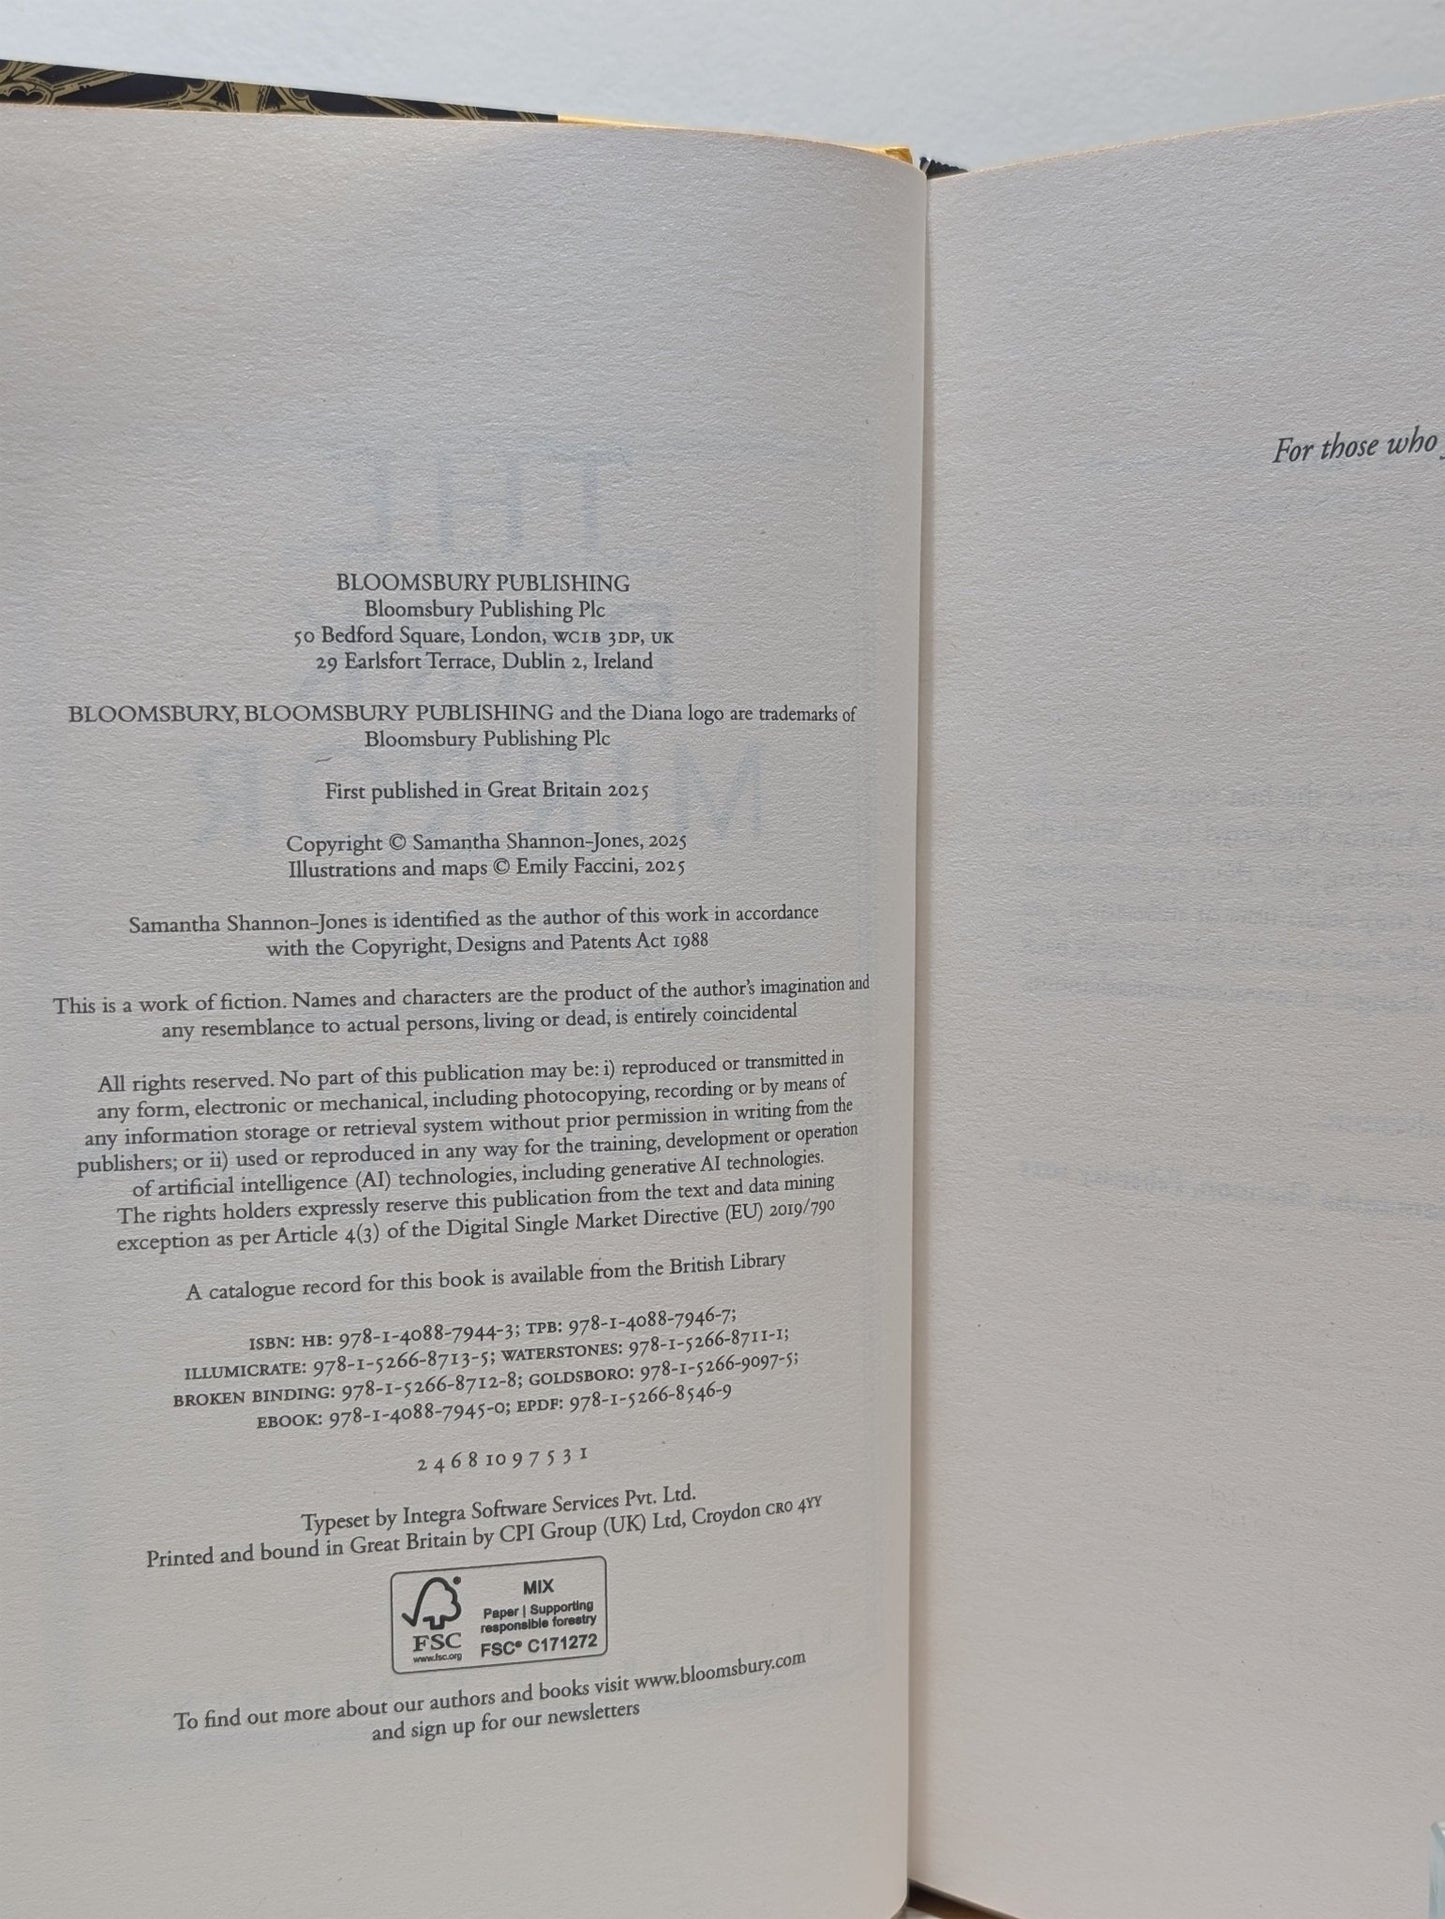 BLOOMSBURY PUBLISHING
Bloomsbury Publishing Plc
50 Bedford Square, London, WC1B 3DP, UK
29 Earlsfort Terrace, Dublin 2, Ireland
BLOOMSBURY, BLOOMSBURY PUBLISHING and the Diana logo are trademarks of
Bloomsbury Publishing Plc
First published in Great Britain 2025
Copyright © Samantha Shannon-Jones, 2025
Illustrations and maps © Emily Faccini, 2025
Samantha Shannon-Jones is identified as the author of this work in accordance
with the Copyright, Designs and Patents Act 1988
This is a work of fiction. Names and characters are the product of the author's imagination and
any resemblance to actual persons, living or dead, is entirely coincidental
All rights reserved. No part of this publication may be: i) reproduced or transmitted in
any form, electronic or mechanical, including photocopying, recording or by means of
any information storage or retrieval system without prior permission in writing from the
publishers; or ii) used or reproduced in any way for the training, development or operation
of artificial intelligence (AI) technologies, including generative AI technologies.
The rights holders expressly reserve this publication from the text and data mining
exception as per Article 4(3) of the Digital Single Market Directive (EU) 2019/790
A catalogue record for this book is available from the British Library
ISBN: HB: 978-1-4088-7944-3; TPB: 978-1-4088-7946-7;
ILLUMICRATE: 978-1-5266-8713-5; WATERSTONES: 978-1-5266-8711-1;
BROKEN BINDING: 978-1-5266-8712-8; GOLDSBORO: 978-1-5266-9097-5;
EBOOK: 978-1-4088-7945-0; EPDF: 978-1-5266-8546-9
2 4 6 8 10 9 7 5 3 1
Typeset by Integra Software Services Pvt. Ltd.
Printed and bound in Great Britain by CPI Group (UK) Ltd, Croydon CR0 4YY
FSC
www.fsc.org
MIX
Paper | Supporting
responsible forestry
FSC® C171272
To find out more about our authors and books visit www.bloomsbury.com
and sign up for our newsletters
For those who